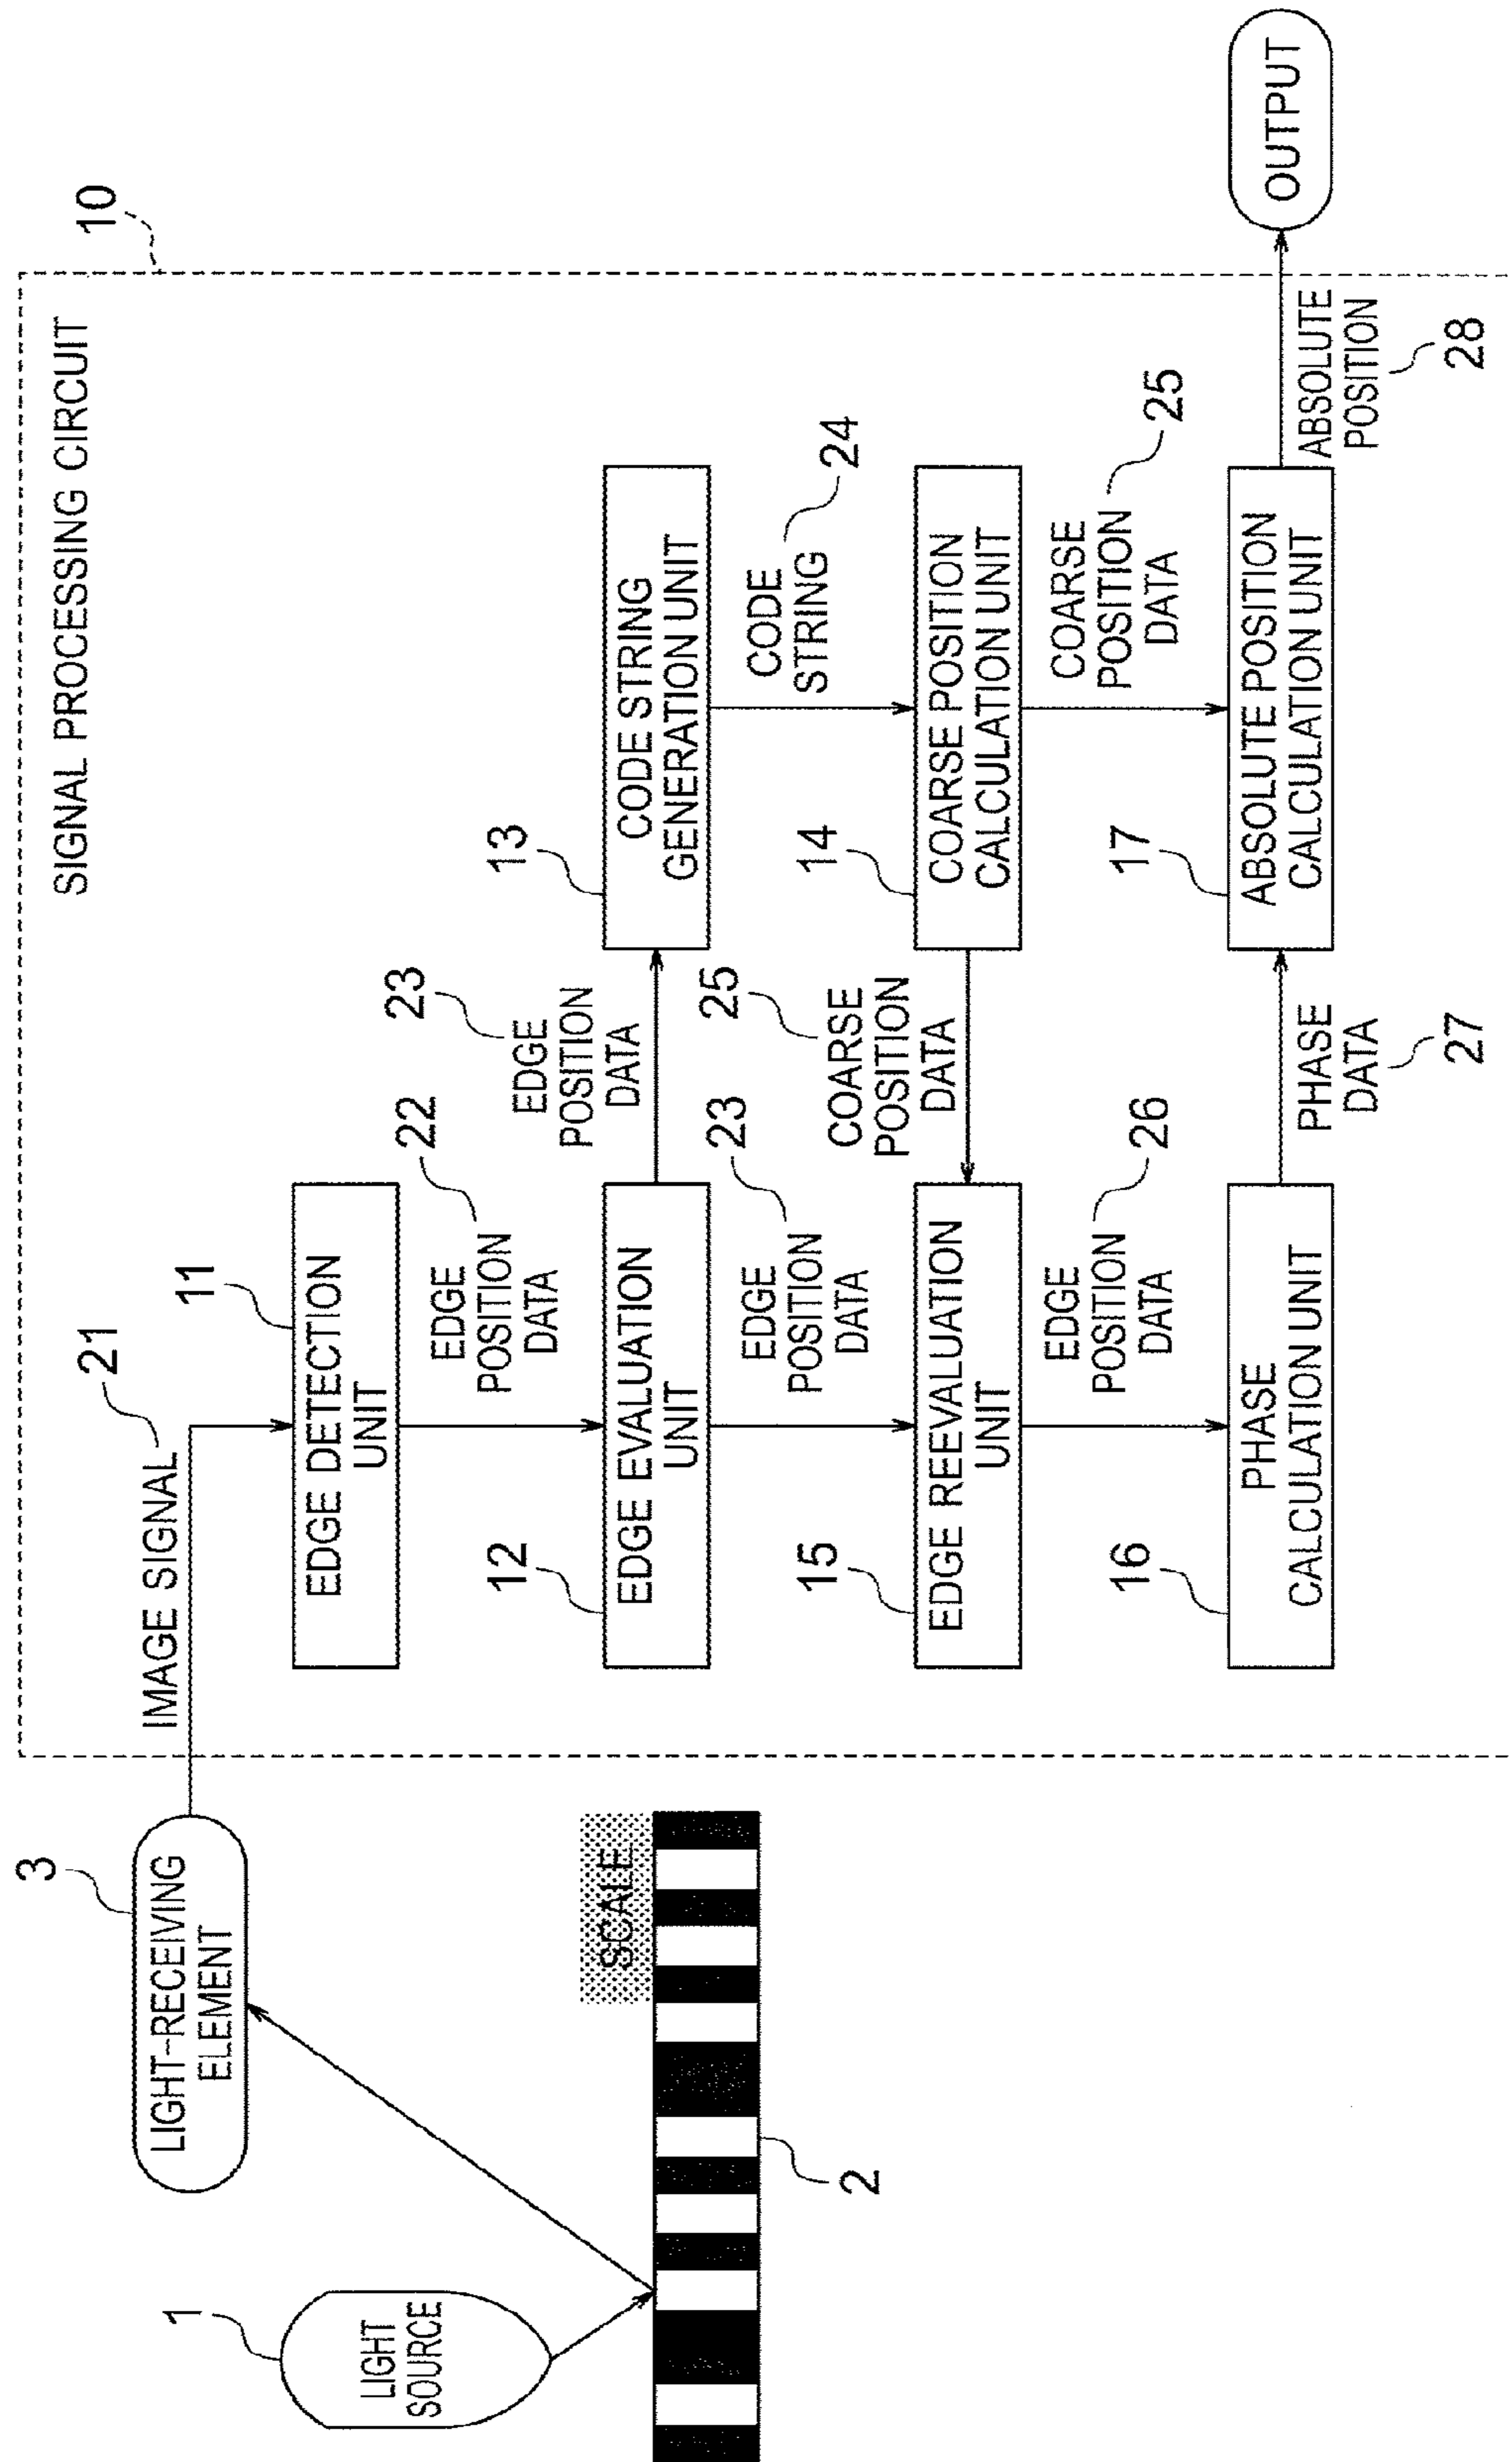 1
LIGHT
SOURCE
3
LIGHT-RECEIVING
ELEMENT
SCALE
2
10
SIGNAL PROCESSING CIRCUIT
IMAGE SIGNAL
21
11
EDGE DETECTION
UNIT
22
EDGE
POSITION
DATA
12
EDGE EVALUATION
UNIT
23
EDGE
POSITION
DATA
13
CODE STRING
GENERATION UNIT
23
EDGE
POSITION
DATA
CODE
STRING
24
15
EDGE REEVALUATION
UNIT
25
COARSE
POSITION
DATA
14
COARSE POSITION
CALCULATION UNIT
EDGE
POSITION
DATA
26
COARSE
POSITION
DATA
25
16
PHASE
CALCULATION UNIT
PHASE
DATA
27
17
ABSOLUTE POSITION
CALCULATION UNIT
ABSOLUTE
POSITION
28
OUTPUT